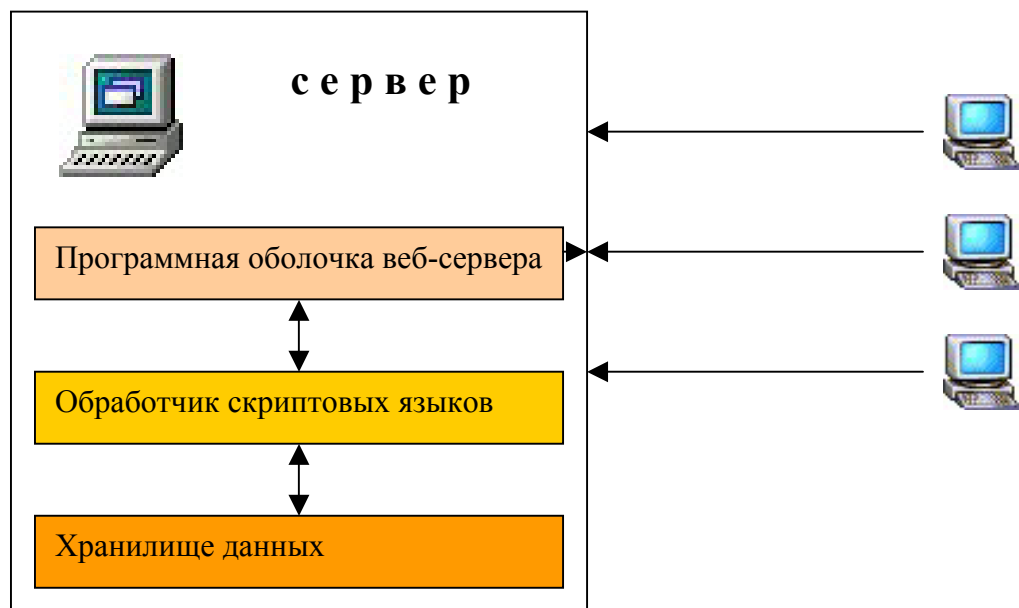 с е р в е р
Программная оболочка веб-сервера
Обработчик скриптовых языков
Хранилище данных